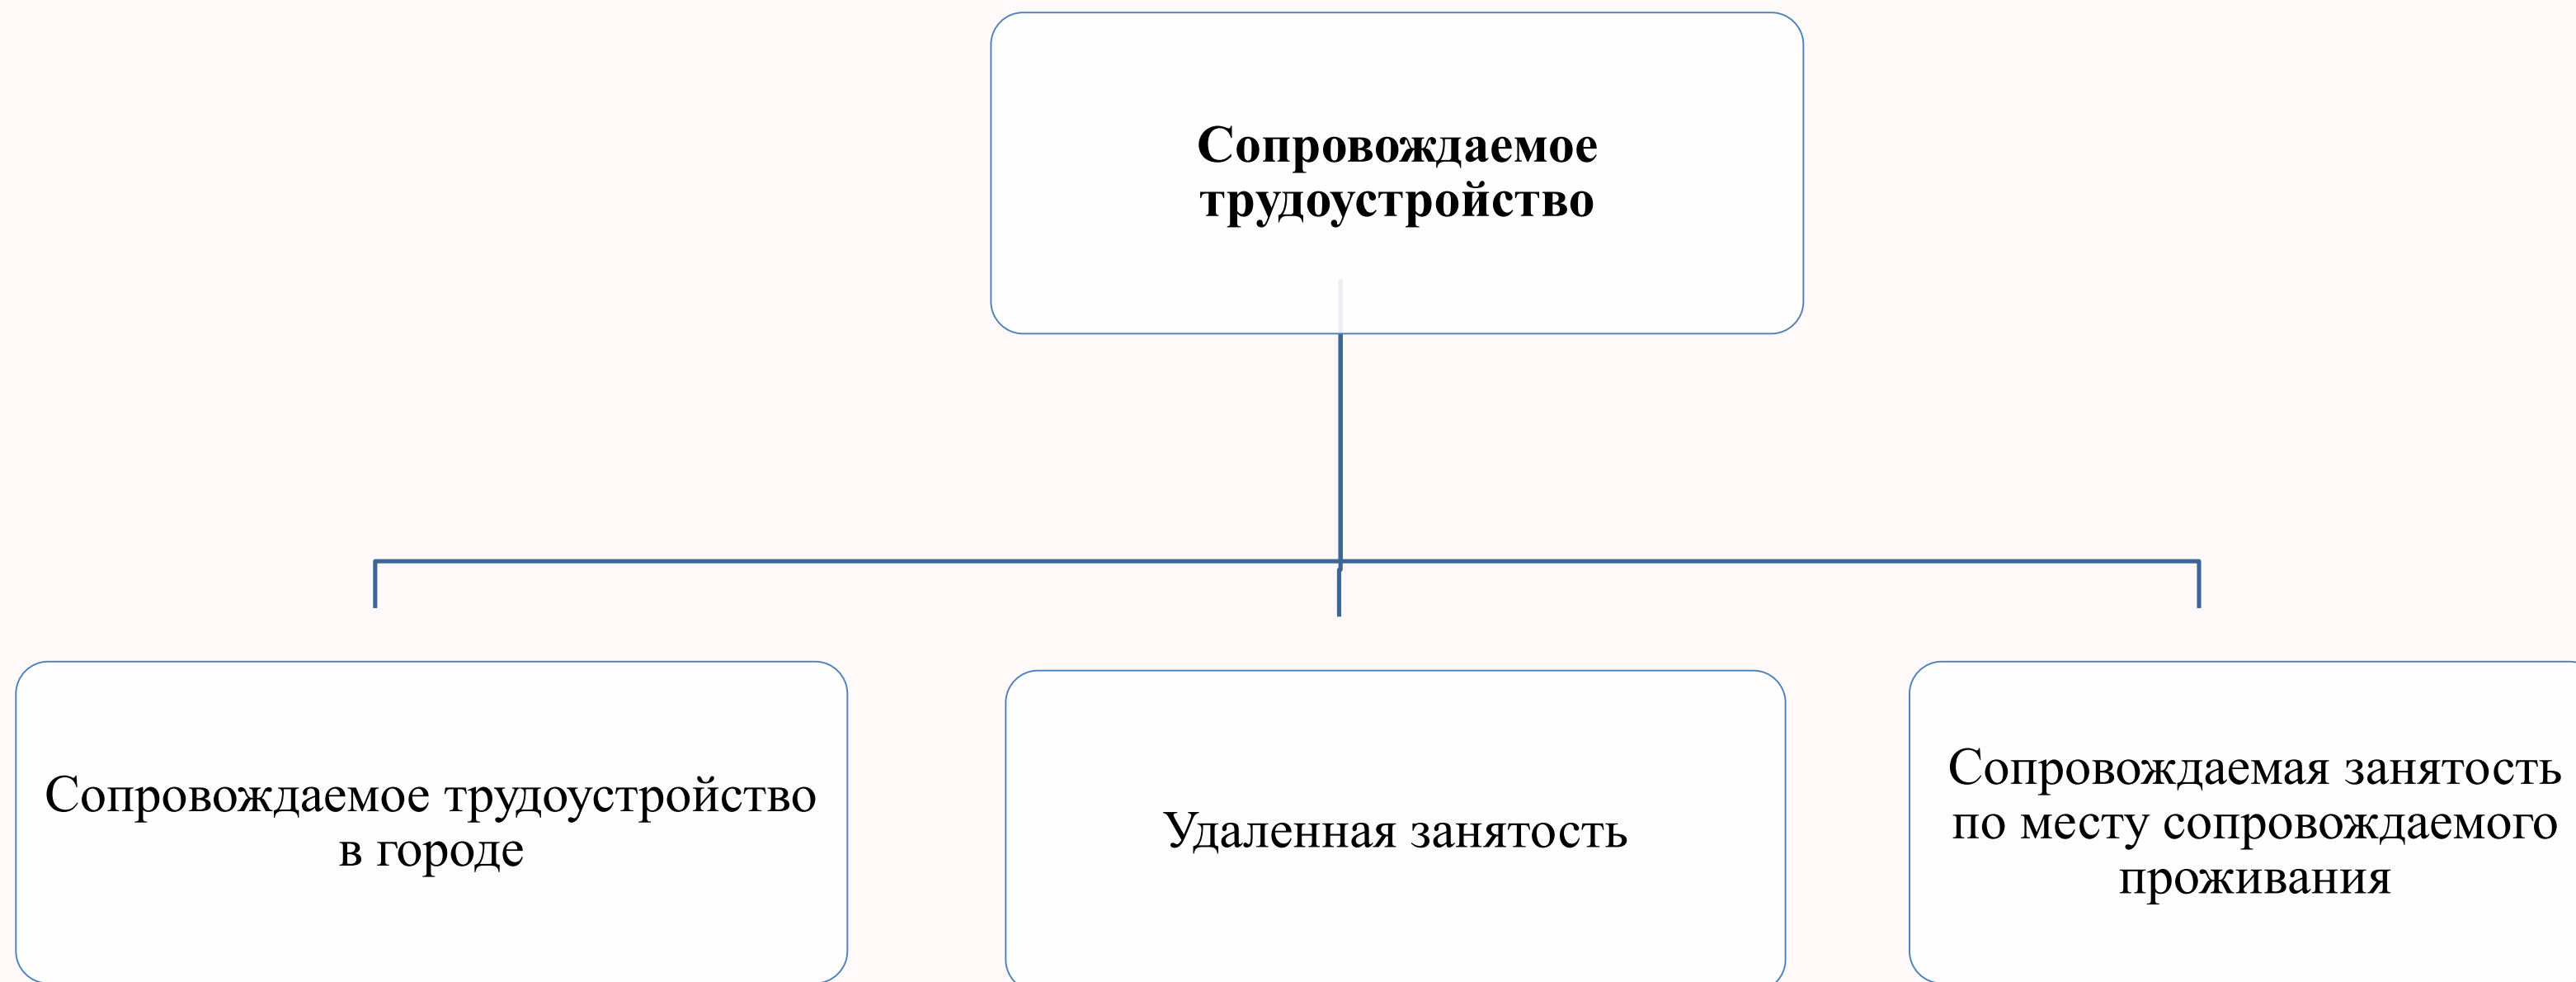 Сопровождаемое
трудоустройство
Сопровождаемое трудоустройство
в городе
Удаленная занятость
Сопровождаемая занятость
по месту сопровождаемого
проживания